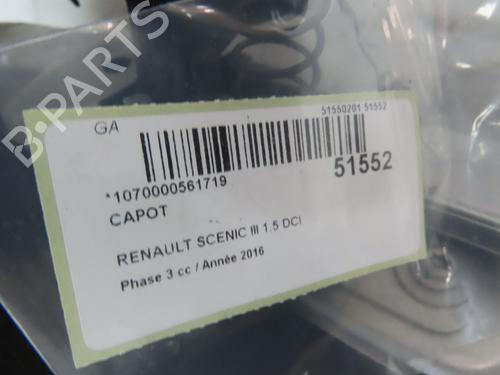 B-PARTS
GA
51550201 51552
*1070000561719
51552
CAPOT
RENAULT SCENIC III 1.5 DCI
Phase 3 cc / Année 2016